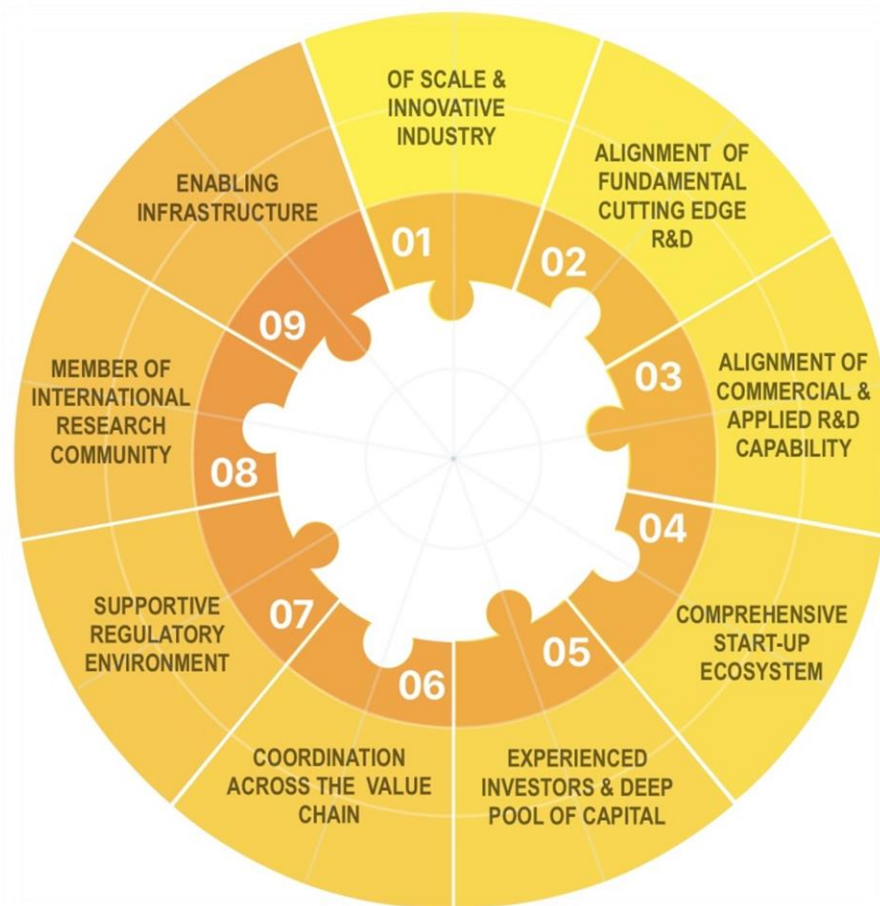 01
OF SCALE &
INNOVATIVE
INDUSTRY
02
ALIGNMENT OF
FUNDAMENTAL
CUTTING EDGE
R&D
03
ALIGNMENT OF
COMMERCIAL &
APPLIED R&D
CAPABILITY
04
COMPREHENSIVE
START-UP
ECOSYSTEM
05
EXPERIENCED
INVESTORS & DEEP
POOL OF CAPITAL
06
COORDINATION
ACROSS THE VALUE
CHAIN
07
SUPPORTIVE
REGULATORY
ENVIRONMENT
08
MEMBER OF
INTERNATIONAL
RESEARCH
COMMUNITY
09
ENABLING
INFRASTRUCTURE